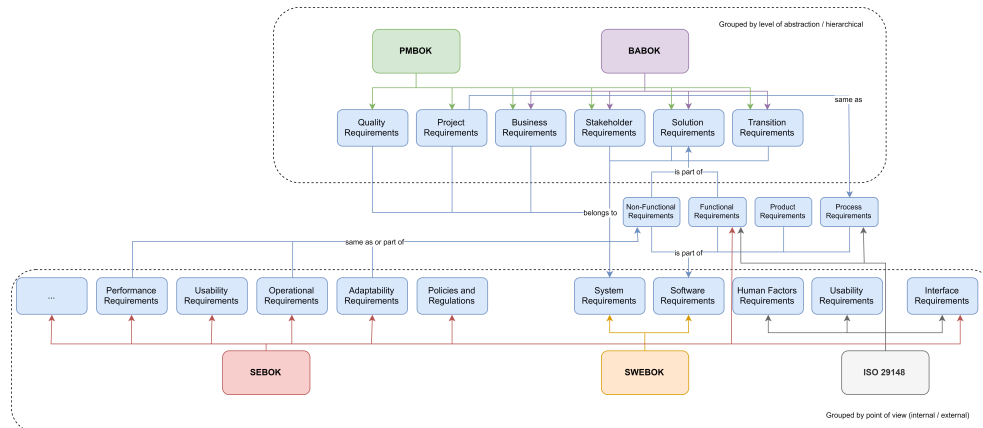 Grouped by level of abstraction / hierarchical
PMBOK
BABOK
same as
Quality
Requirements
Project
Requirements
Business
Requirements
Stakeholder
Requirements
Solution
Requirements
Transition
Requirements
is part of
belongs to
Non-Functional
Requirements
Functional
Requirements
Product
Requirements
Process
Requirements
same as or part of
is part of
...
Performance
Requirements
Usability
Requirements
Operational
Requirements
Adaptability
Requirements
Policies and
Regulations
System
Requirements
Software
Requirements
Human Factors
Requirements
Usability
Requirements
Interface
Requirements
SEBOK
SWEBOK
ISO 29148
Grouped by point of view (internal / external)